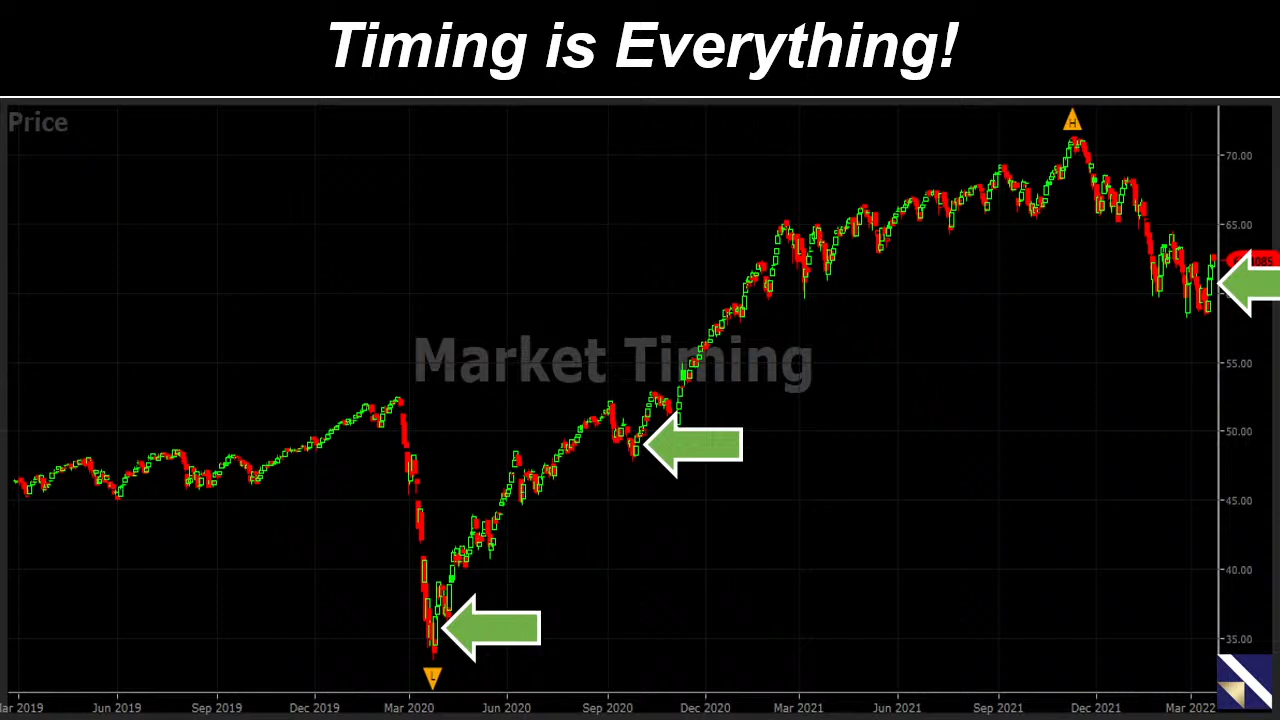 Timing is Everything!
Price
H
70.00
65.00
Market Timing
55.00
50.00
45.00
40.00
35.00
L
Mar 2019 Jun 2019 Sep 2019 Dec 2019 Mar 2020 Jun 2020 Sep 2020 Dec 2020 Mar 2021 Jun 2021 Sep 2021 Dec 2021 Mar 2022